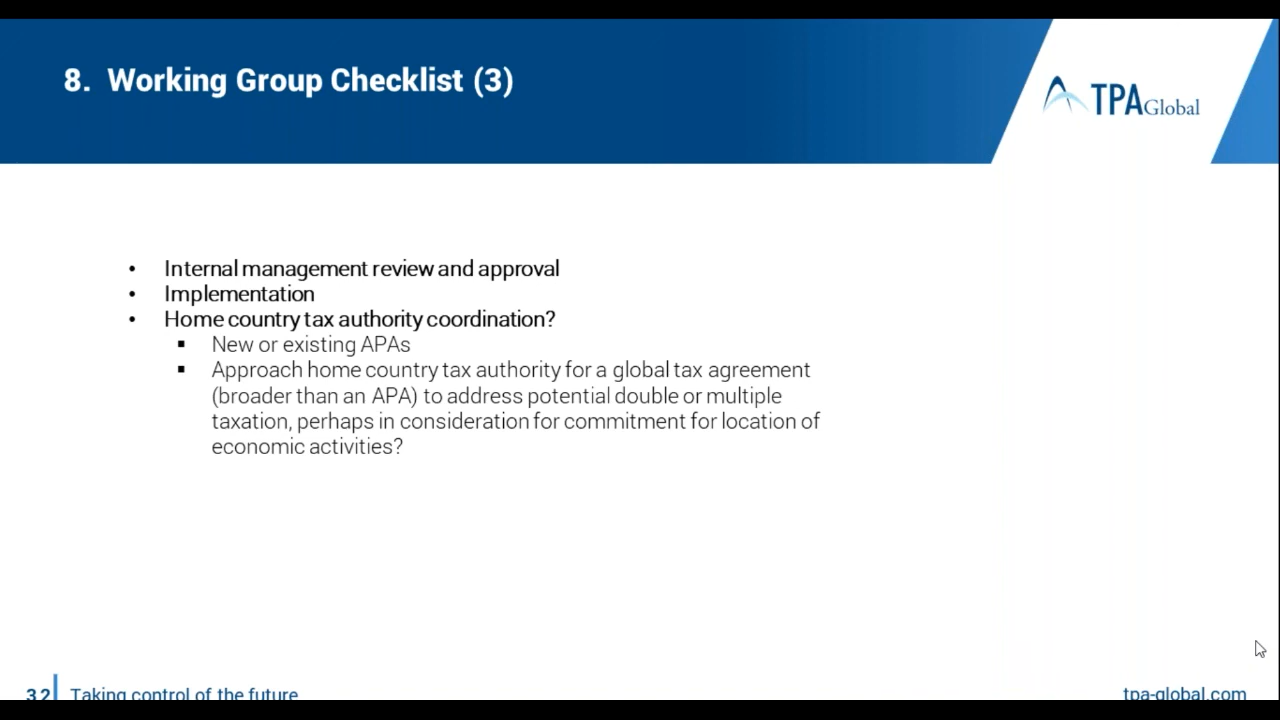 8. Working Group Checklist (3)
TPA Global
• Internal management review and approval
• Implementation
• Home country tax authority coordination?
▪ New or existing APAs
▪ Approach home country tax authority for a global tax agreement
(broader than an APA) to address potential double or multiple
taxation, perhaps in consideration for commitment for location of
economic activities?
32 Taking control of the future
tpa-global.com